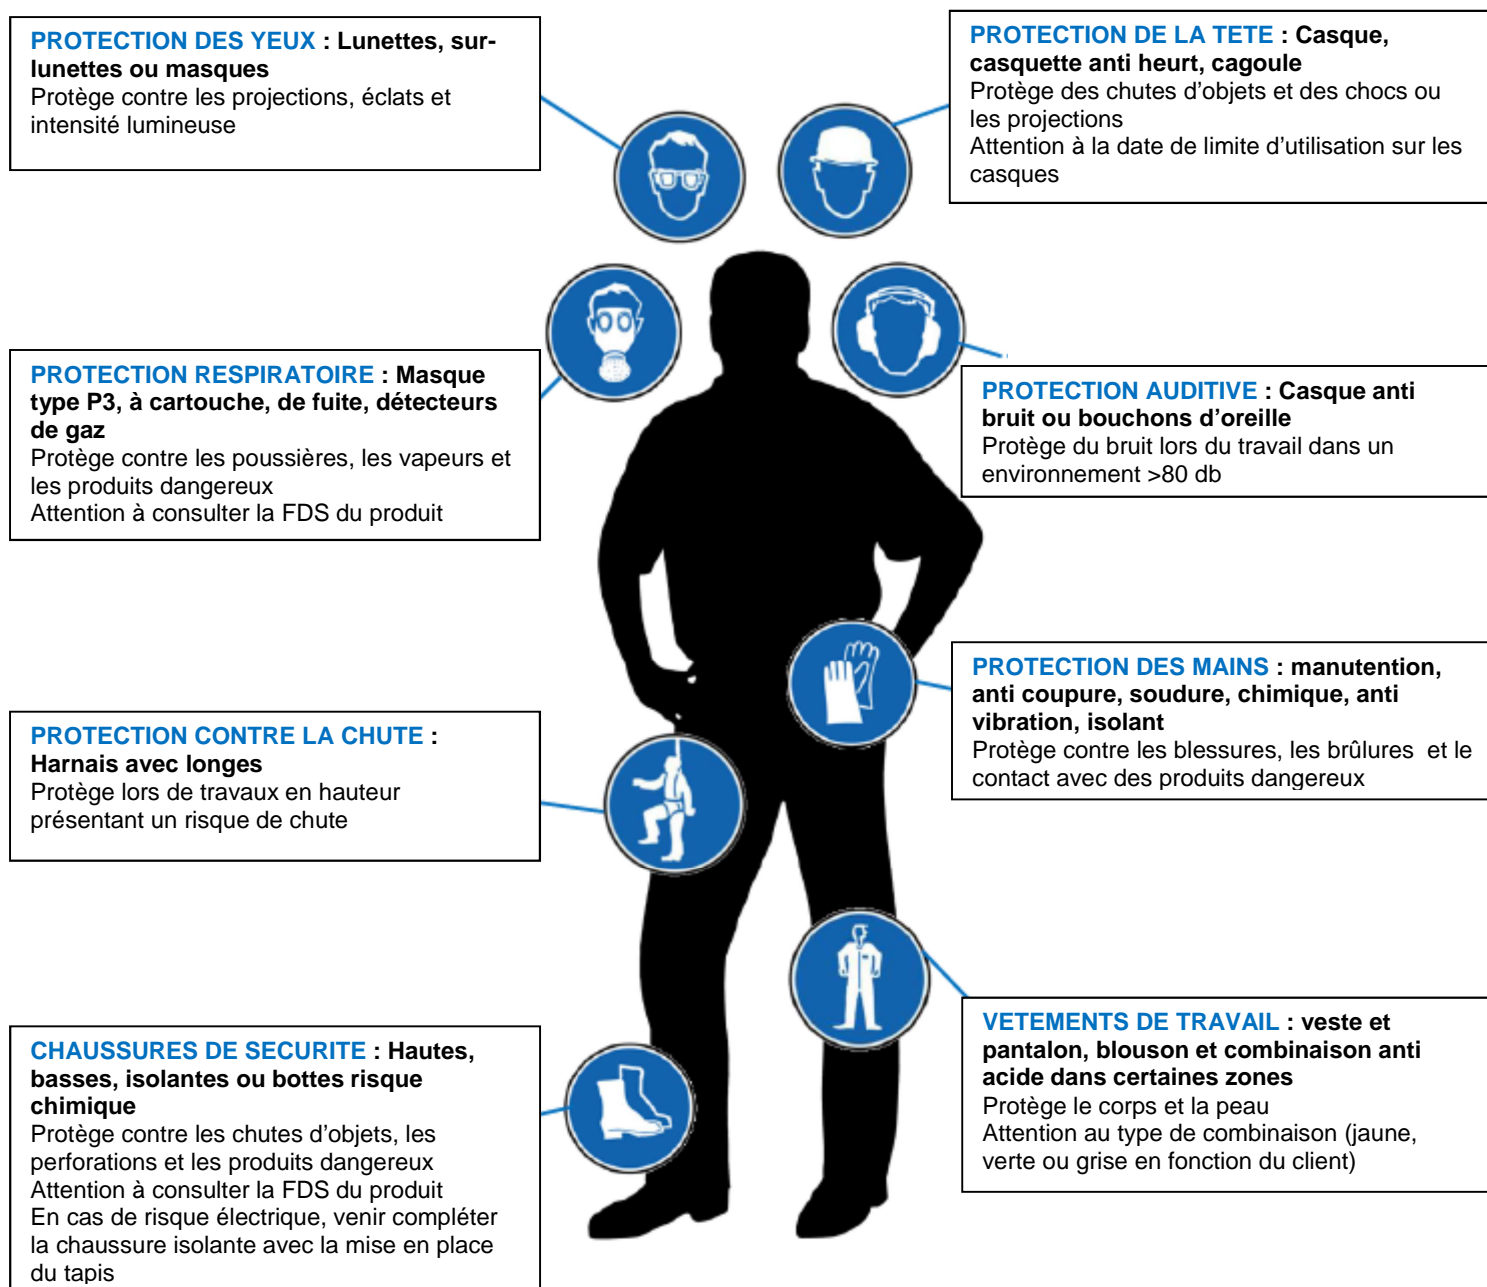 PROTECTION DES YEUX : Lunettes, sur-
lunettes ou masques
Protège contre les projections, éclats et
intensité lumineuse
PROTECTION DE LA TETE : Casque,
casquette anti heurt, cagoule
Protège des chutes d’objets et des chocs ou
les projections
Attention à la date de limite d’utilisation sur les
casques
PROTECTION RESPIRATOIRE : Masque
type P3, à cartouche, de fuite, détecteurs
de gaz
Protège contre les poussières, les vapeurs et
les produits dangereux
Attention à consulter la FDS du produit
PROTECTION AUDITIVE : Casque anti
bruit ou bouchons d’oreille
Protège du bruit lors du travail dans un
environnement >80 db
PROTECTION DES MAINS : manutention,
anti coupure, soudure, chimique, anti
vibration, isolant
Protège contre les blessures, les brûlures  et le
contact avec des produits dangereux
PROTECTION CONTRE LA CHUTE :
Harnais avec longes
Protège lors de travaux en hauteur
présentant un risque de chute
VETEMENTS DE TRAVAIL : veste et
pantalon, blouson et combinaison anti
acide dans certaines zones
Protège le corps et la peau
Attention au type de combinaison (jaune,
verte ou grise en fonction du client)
CHAUSSURES DE SECURITE : Hautes,
basses, isolantes ou bottes risque
chimique
Protège contre les chutes d’objets, les
perforations et les produits dangereux
Attention à consulter la FDS du produit
En cas de risque électrique, venir compléter
la chaussure isolante avec la mise en place
du tapis